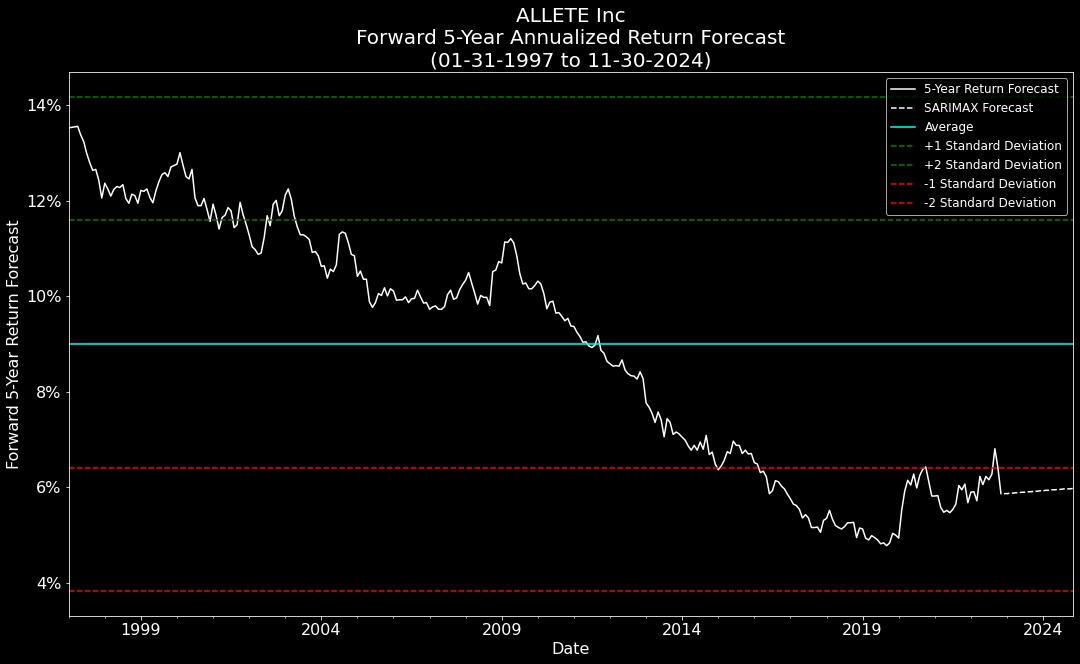 ALLETE Inc
Forward 5-Year Annualized Return Forecast
(01-31-1997 to 11-30-2024)
5-Year Return Forecast
SARIMAX Forecast
Average
+1 Standard Deviation
+2 Standard Deviation
-1 Standard Deviation
-2 Standard Deviation
Forward 5-Year Return Forecast
14%
12%
10%
8%
6%
4%
1999 2004 2009 2014 2019 2024
Date